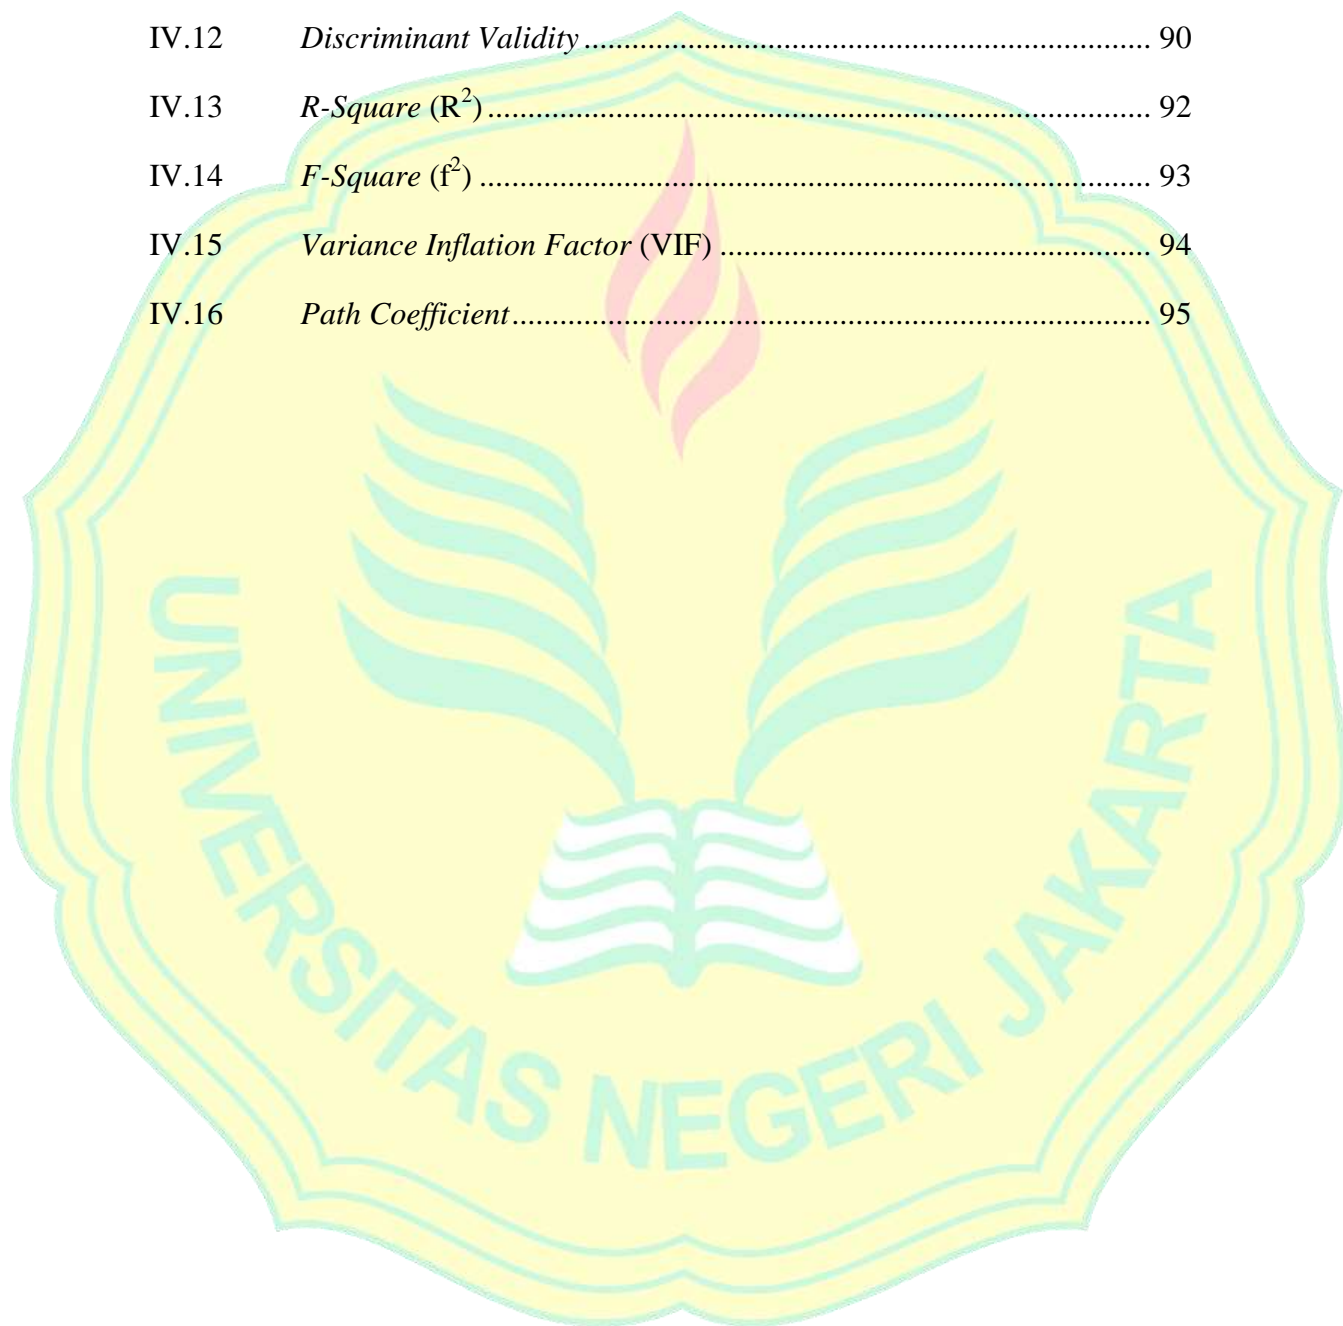 IV.12 Discriminant Validity ........................................................................ 90
IV.13 R-Square (R²) .................................................................................... 92
IV.14 F-Square (f²) ..................................................................................... 93
IV.15 Variance Inflation Factor (VIF) ...................................................... 94
IV.16 Path Coefficient ................................................................................. 95
UNIVERSITAS NEGERI JAKARTA